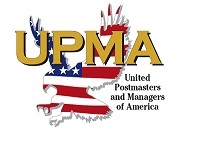 UPMA
United
Postmasters
and Managers
of America